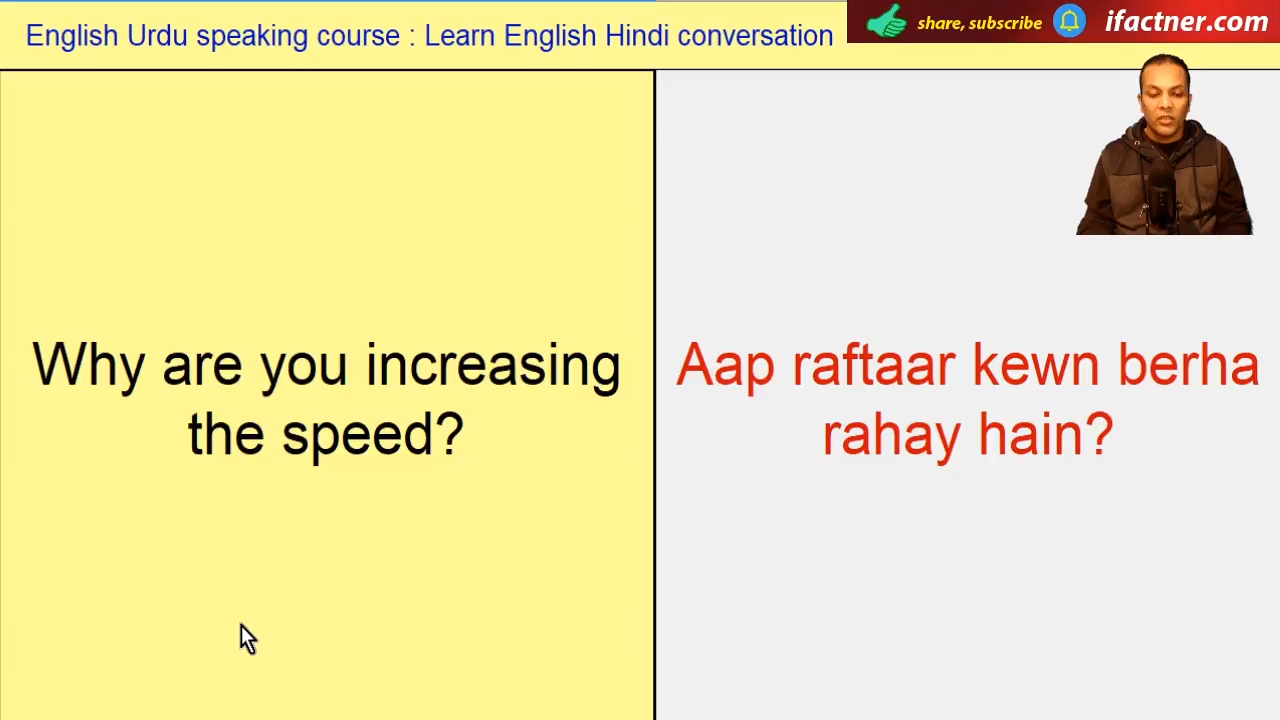 English Urdu speaking course : Learn English Hindi conversation
share, subscribe
ifactner.com
Why are you increasing
the speed?
Aap raftaar kewn berha
rahay hain?